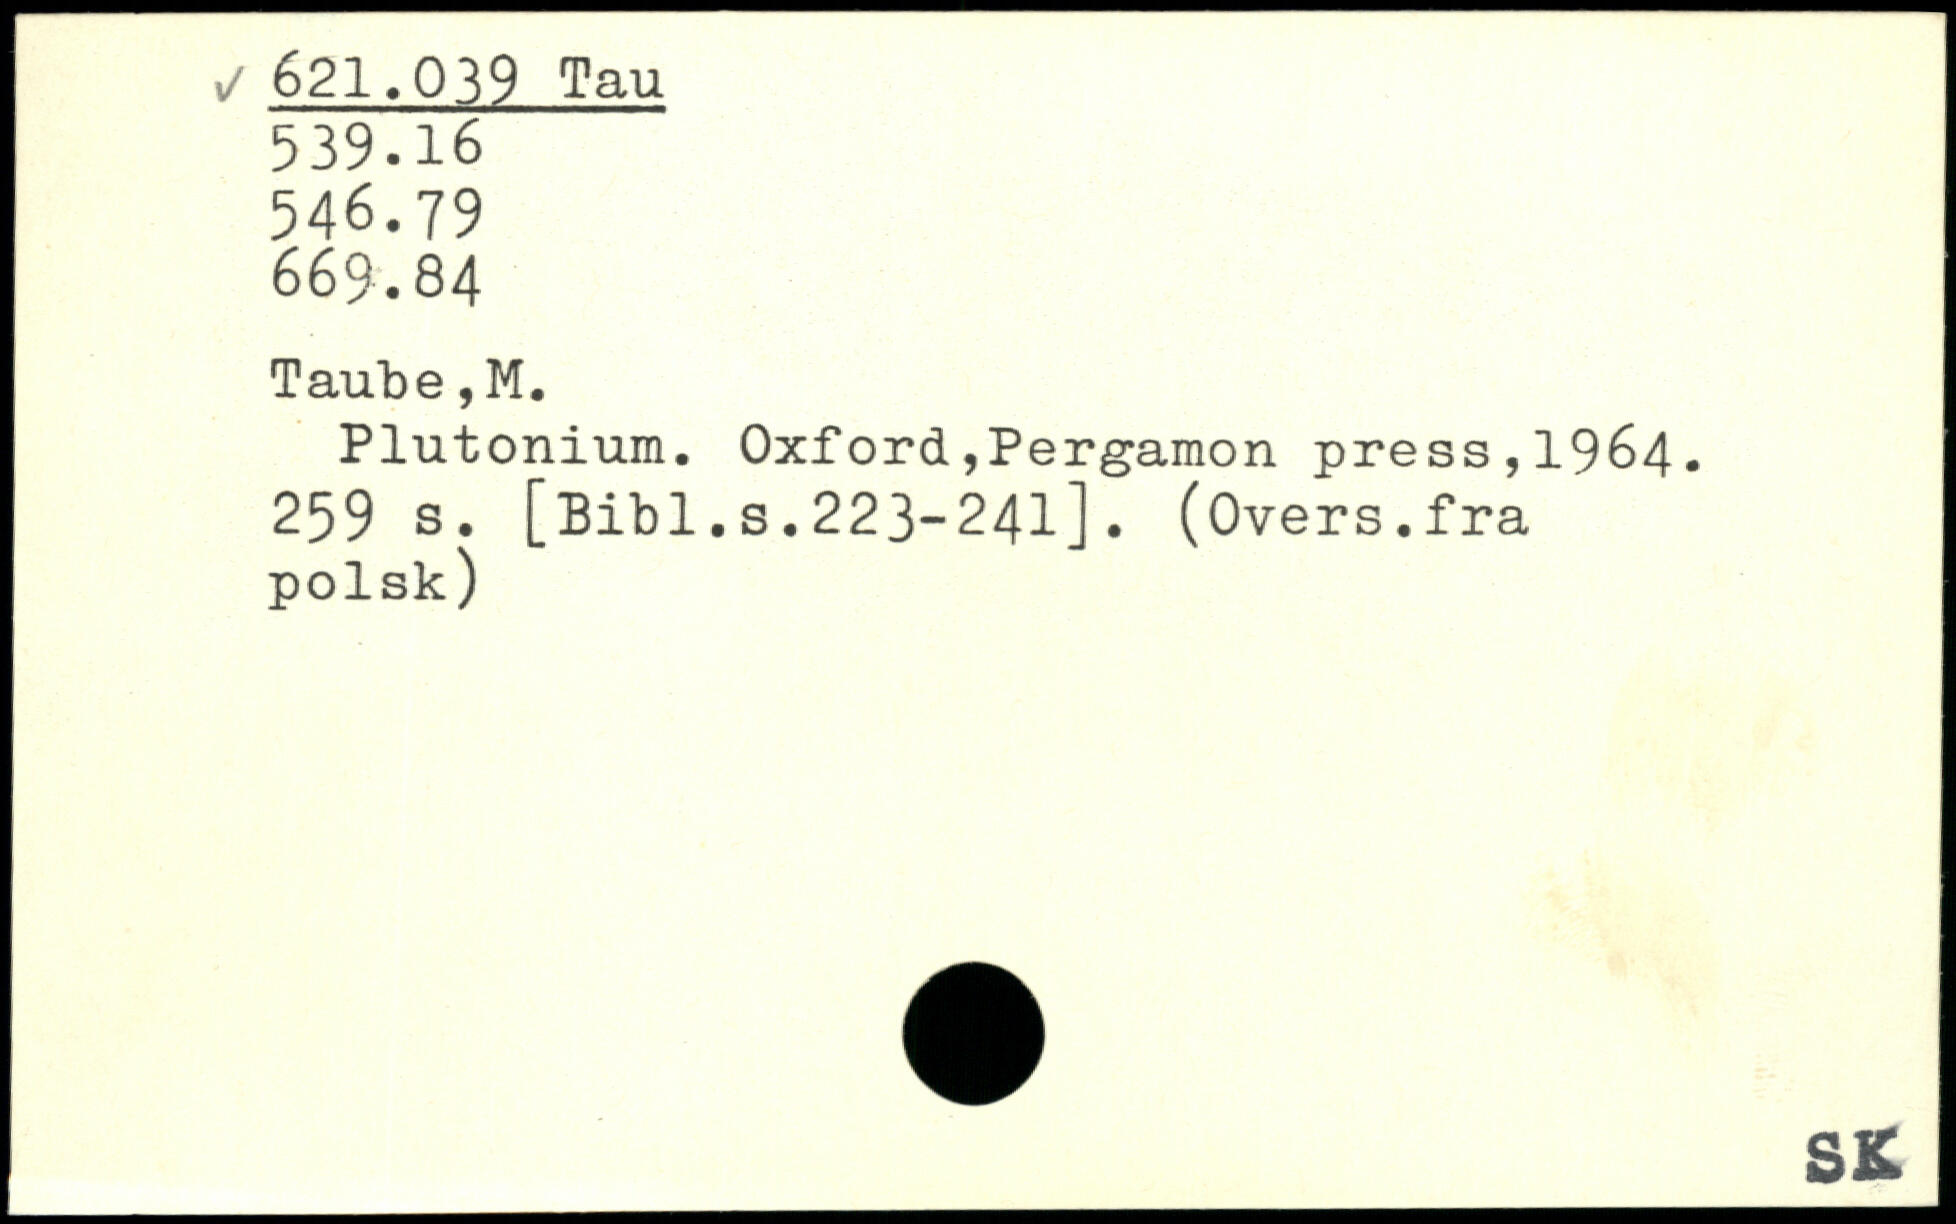 ✓ 621.039 Tau
539.16
546.79
669.84
Taube,M.
Plutonium. Oxford,Pergamon press,1964.
259 s. [Bibl.s.223-241]. (Overs.fra
polsk)
SK